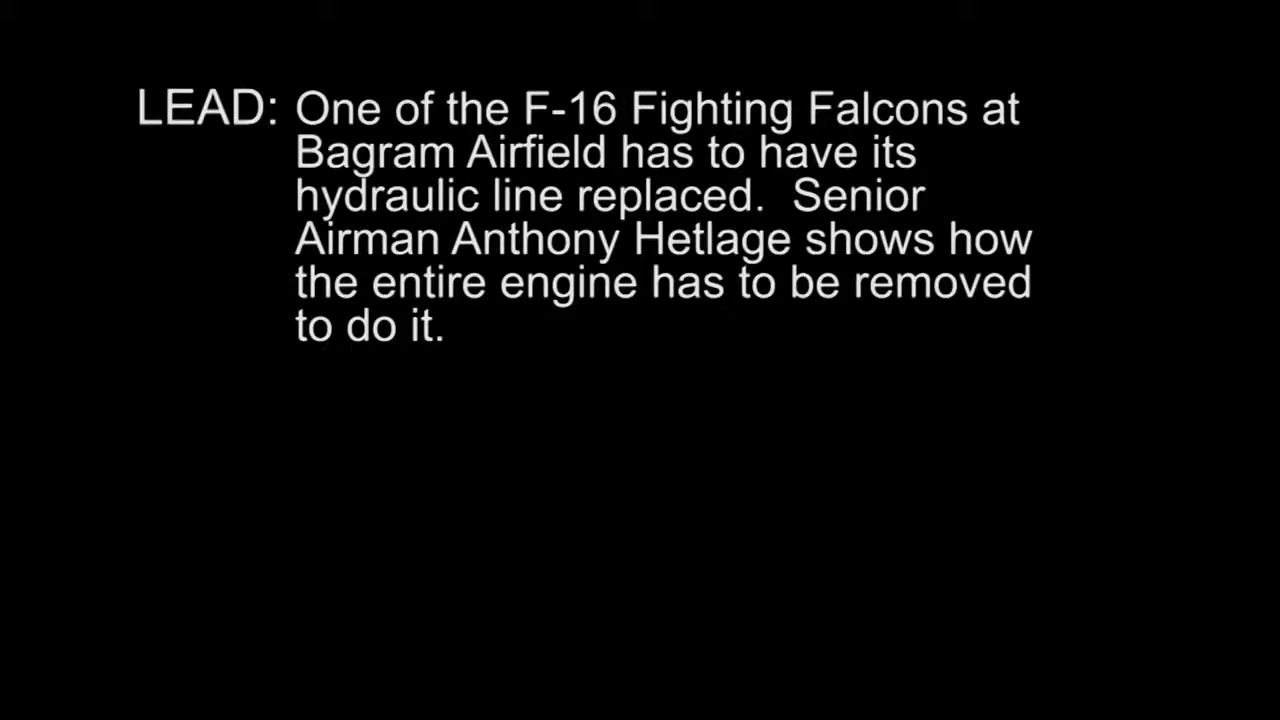 LEAD: One of the F-16 Fighting Falcons at
Bagram Airfield has to have its
hydraulic line replaced.  Senior
Airman Anthony Hetlage shows how
the entire engine has to be removed
to do it.